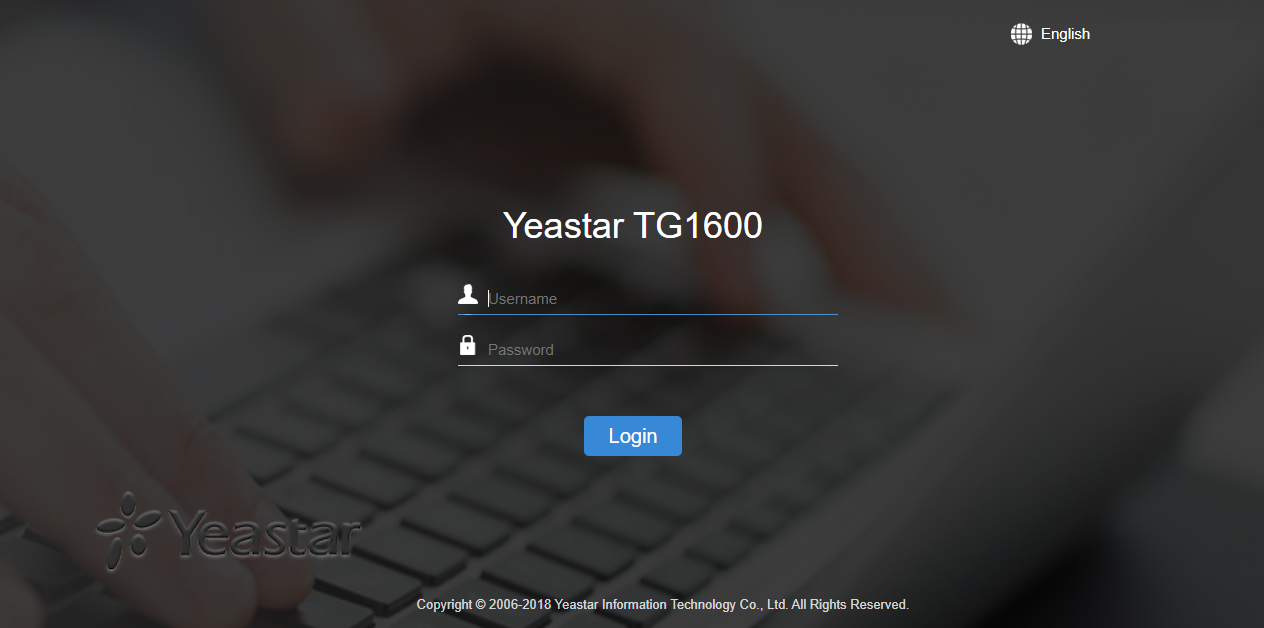 English
Yeastar TG1600
Username
Password
Login
Yeastar
Copyright © 2006-2018 Yeastar Information Technology Co., Ltd. All Rights Reserved.